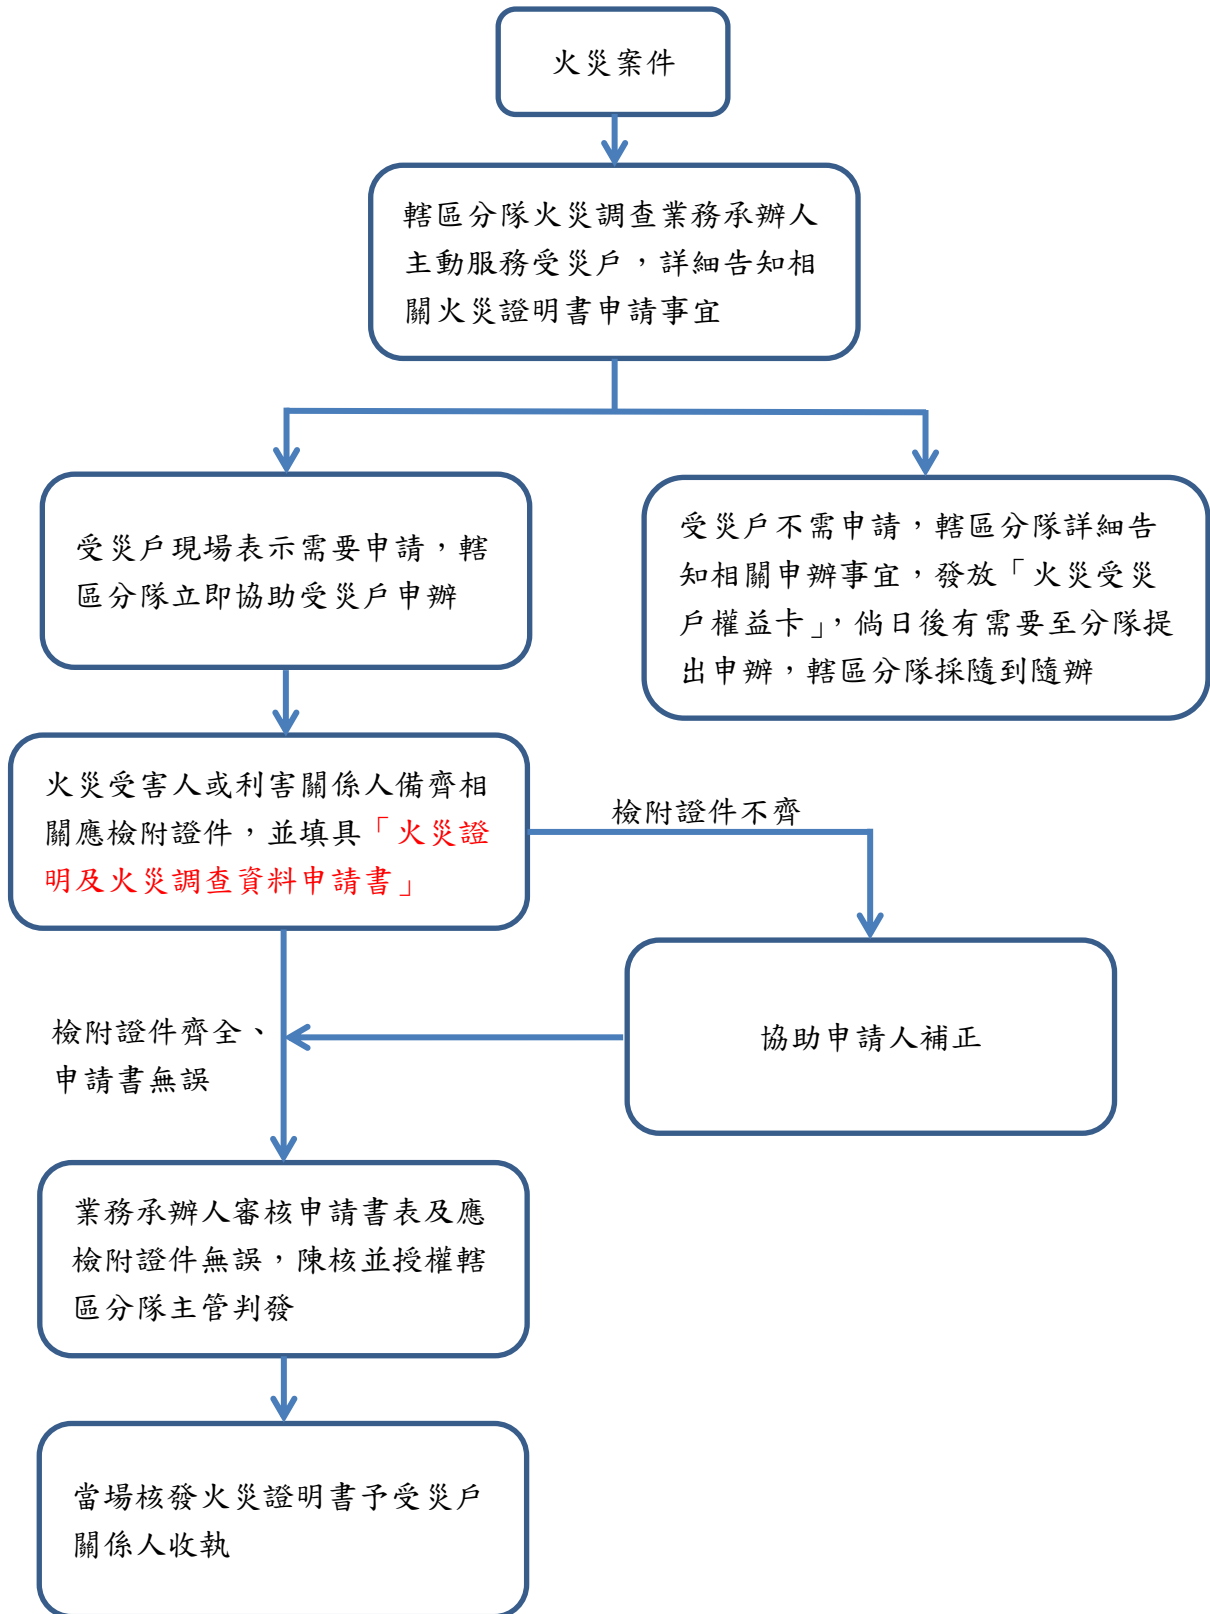 火災案件
轄區分隊火災調查業務承辦人
主動服務受災戶，詳細告知相
關火災證明書申請事宜
受災戶現場表示需要申請，轄
區分隊立即協助受災戶申辦
受災戶不需申請，轄區分隊詳細告
知相關申辦事宜，發放「火災受災
戶權益卡」，倘日後有需要至分隊提
出申辦，轄區分隊採隨到隨辦
火災受害人或利害關係人備齊相
關應檢附證件，並填具「火災證
明及火災調查資料申請書」
檢附證件不齊
檢附證件齊全、
申請書無誤
協助申請人補正
業務承辦人審核申請書表及應
檢附證件無誤，陳核並授權轄
區分隊主管判發
當場核發火災證明書予受災戶
關係人收執